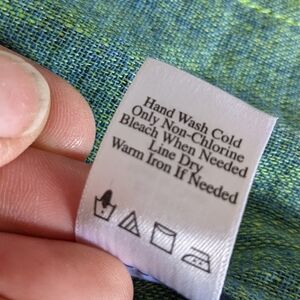 Hand Wash Cold
Only Non-Chlorine
Bleach When Needed
Line Dry
Warm Iron If Needed